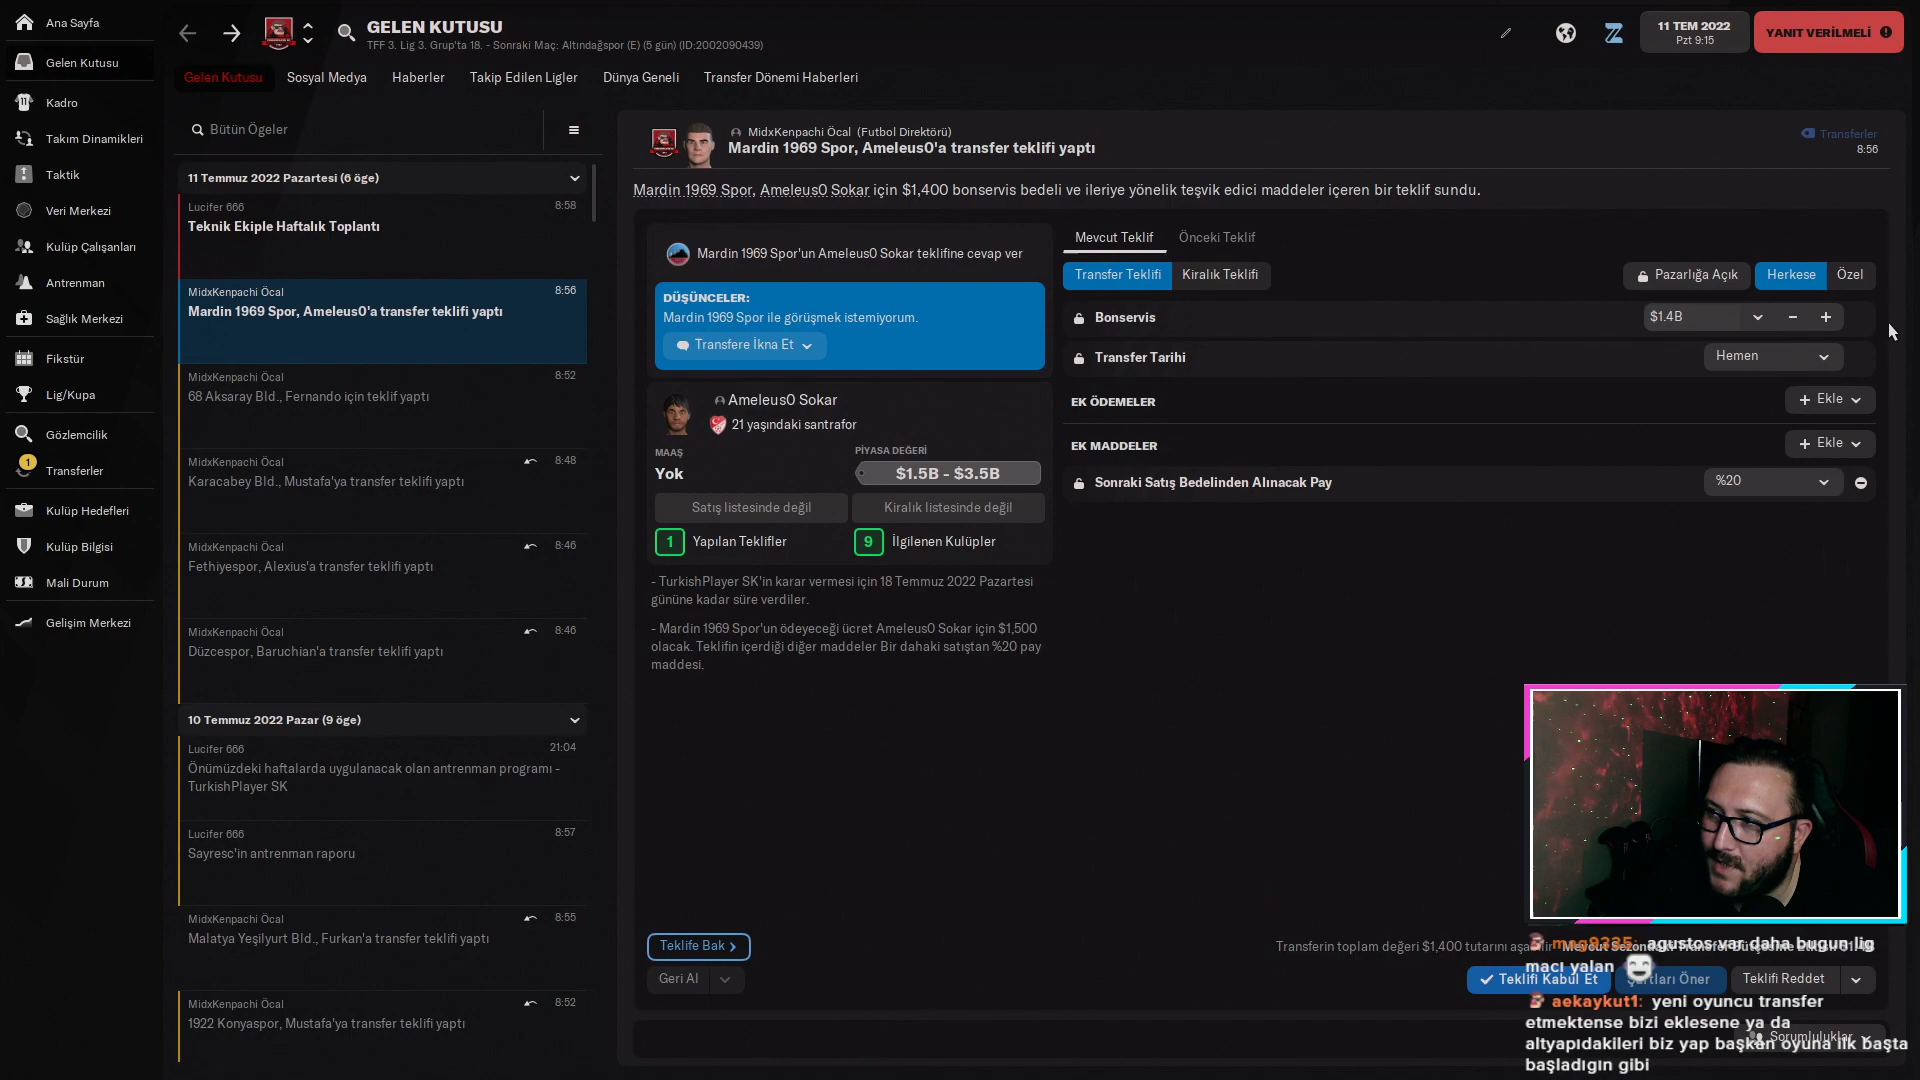 Ana Sayfa
Gelen Kutusu
Kadro
Takım Dinamikleri
Taktik
Veri Merkezi
Kulüp Çalışanları
Antrenman
Sağlık Merkezi
Fikstür
Lig/Kupa
Gözlemcilik
1
Transferler
Kulüp Hedefleri
Kulüp Bilgisi
Mali Durum
Gelişim Merkezi
GELEN KUTUSU
TFF 3. Lig 3. Grup'ta 18. - Sonraki Maç: Altındağspor (E) (5 gün) (ID:2002090439)
11 TEM 2022
Pzt 9:15
YANIT VERİLMELİ
Gelen Kutusu
Sosyal Medya
Haberler
Takip Edilen Ligler
Dünya Geneli
Transfer Dönemi Haberleri
Bütün Ögeler
11 Temmuz 2022 Pazartesi (6 öge)
Lucifer 666 8:58
Teknik Ekiple Haftalık Toplantı
MidxKenpachi Öcal 8:56
Mardin 1969 Spor, Ameleus0'a transfer teklifi yaptı
MidxKenpachi Öcal 8:52
68 Aksaray Bld., Fernando için teklif yaptı
MidxKenpachi Öcal 8:48
Karacabey Bld., Mustafa'ya transfer teklifi yaptı
MidxKenpachi Öcal 8:46
Fethiyespor, Alexius'a transfer teklifi yaptı
MidxKenpachi Öcal 8:46
Düzcespor, Baruchian'a transfer teklifi yaptı
10 Temmuz 2022 Pazar (9 öge)
Lucifer 666 21:04
Önümüzdeki haftalarda uygulanacak olan antrenman programı -
TurkishPlayer SK
Lucifer 666 8:57
Sayresc'in antrenman raporu
MidxKenpachi Öcal 8:55
Malatya Yeşilyurt Bld., Furkan'a transfer teklifi yaptı
MidxKenpachi Öcal 8:52
1922 Konyaspor, Mustafa'ya transfer teklifi yaptı
MidxKenpachi Öcal (Futbol Direktörü)
Mardin 1969 Spor, Ameleus0'a transfer teklifi yaptı
Transferler
8:56
Mardin 1969 Spor, Ameleus0 Sokar için $1,400 bonservis bedeli ve ileriye yönelik teşvik edici maddeler içeren bir teklif sundu.
Mardin 1969 Spor'un Ameleus0 Sokar teklifine cevap ver
DÜŞÜNCELER:
Mardin 1969 Spor ile görüşmek istemiyorum.
Transfere İkna Et
Ameleus0 Sokar
21 yaşındaki santrafor
MAAŞ
Yok
PİYASA DEĞERİ
$1.5B - $3.5B
Satış listesinde değil
Kiralık listesinde değil
1 Yapılan Teklifler
9 İlgilenen Kulüpler
- TurkishPlayer SK'in karar vermesi için 18 Temmuz 2022 Pazartesi
gününe kadar süre verdiler.
- Mardin 1969 Spor'un ödeyeceği ücret Ameleus0 Sokar için $1,500
olacak. Teklifin içerdiği diğer maddeler Bir dahaki satıştan %20 pay
maddesi.
Mevcut Teklif
Önceki Teklif
Transfer Teklifi
Kiralık Teklifi
Pazarlığa Açık
Herkese
Özel
Bonservis
$1.4B
Transfer Tarihi
Hemen
EK ÖDEMELER
Ekle
EK MADDELER
Ekle
Sonraki Satış Bedelinden Alınacak Pay
%20
Teklife Bak
Geri Al
Transferin toplam değeri $1,400 tutarını
Teklifi Kabul Et
Şartları Öner
Teklifi Reddet
Sorumluluklar
agustos var daha bugun lig
maci yalan
aekaykut1: yeni oyuncu transfer
etmektense bizi eklesene ya da
altyapıdakileri biz yap başkan oyuna ilk başta
başladıgın gibi